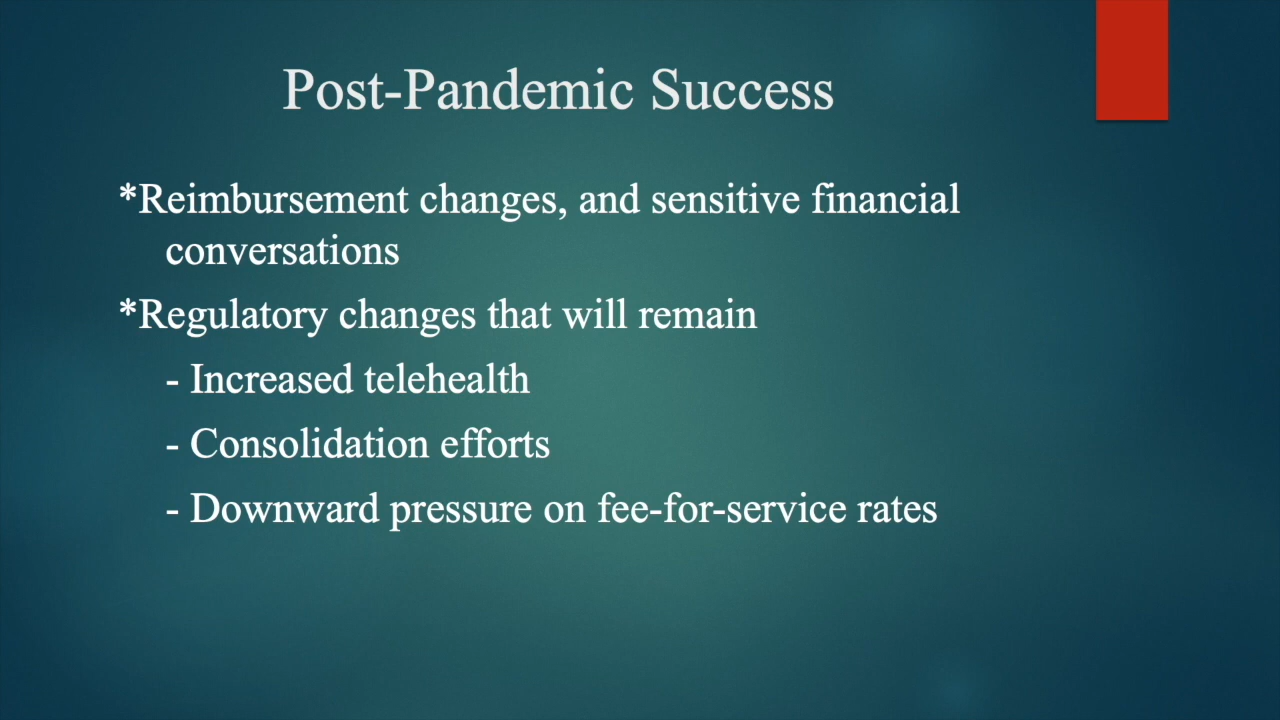 Post-Pandemic Success
*Reimbursement changes, and sensitive financial
conversations
*Regulatory changes that will remain
- Increased telehealth
- Consolidation efforts
- Downward pressure on fee-for-service rates